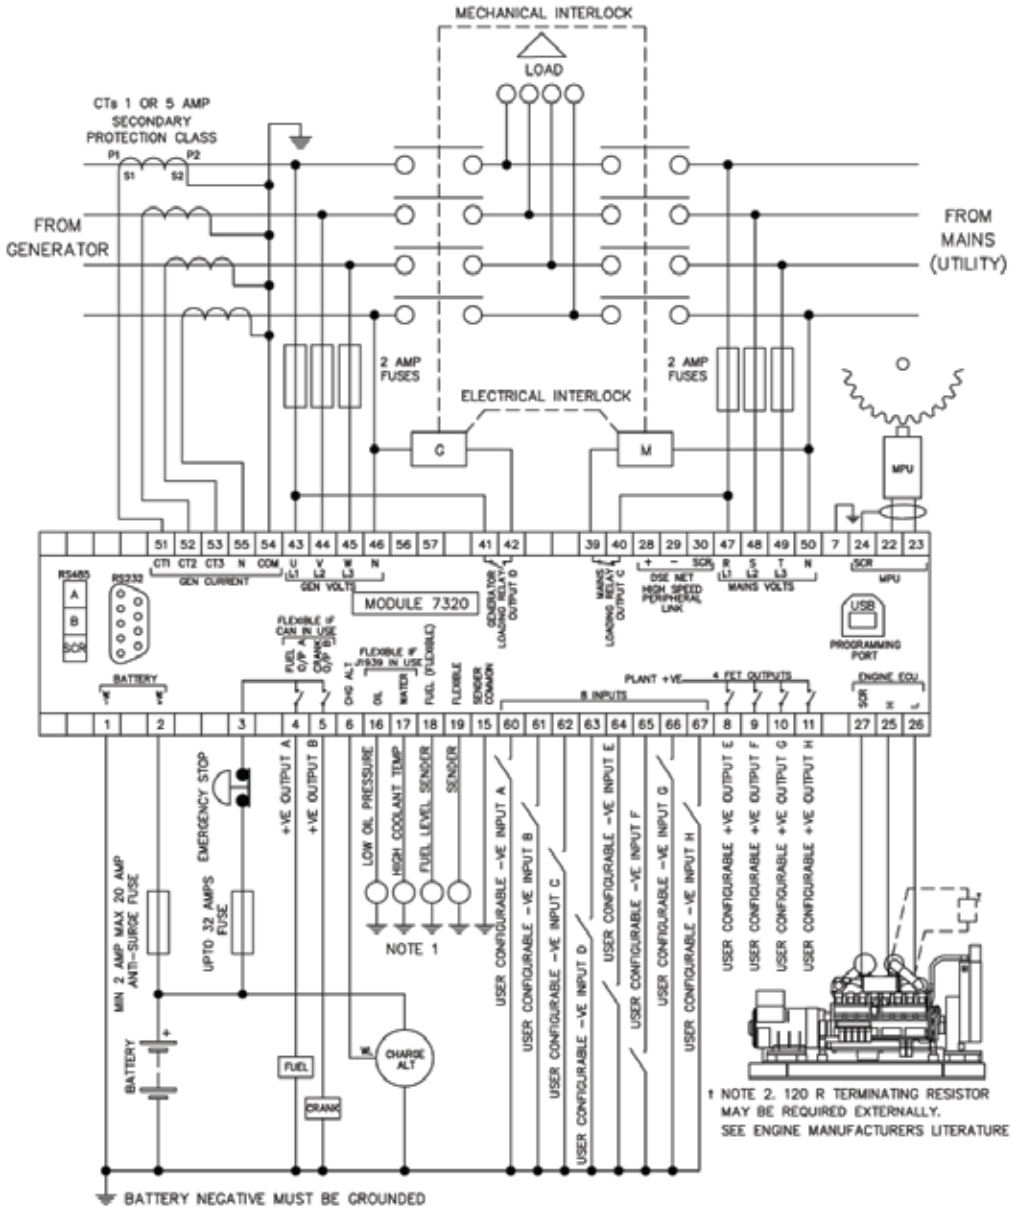 MECHANICAL INTERLOCK
LOAD
CTs 1 OR 5 AMP
SECONDARY
PROTECTION CLASS
P1
P2
S1
S2
FROM
GENERATOR
FROM
MAINS
(UTILITY)
2 AMP
FUSES
2 AMP
FUSES
ELECTRICAL INTERLOCK
G
M
MPU
51 52 53 55 54 43 44 45 46 56 57 41 42 39 40 28 29 30 47 48 49 50 7 24 22 23
CT1 CT2 CT3 N COM U V W N
L1 L2 L3
GEN CURRENT
GEN VOLTS
GENERATOR
LOADING RELAY
OUTPUT D
MAINS
LOADING RELAY
OUTPUT C
+ - SCR
DSE NET
HIGH SPEED
PERIPHERAL
LINK
R S T N
L1 L2 L3
MAINS VOLTS
SCR
MPU
RS485
A
B
SCR
RS232
MODULE 7320
USB
PROGRAMMING
PORT
BATTERY
-VE
+VE
FLEXIBLE IF
CAN IN USE
FUEL
O/P A
CRANK
O/P B
CHG ALT
FLEXIBLE IF
J1939 IN USE
OIL
WATER
FUEL (FLEXIBLE)
FLEXIBLE
SENDER
COMMON
8 INPUTS
PLANT +VE
4 FET OUTPUTS
ENGINE ECU
SCR
H
L
1 2 3 4 5 6 16 17 18 19 15 60 61 62 63 64 65 66 67 8 9 10 11 27 25 26
EMERGENCY STOP
+VE OUTPUT A
+VE OUTPUT B
LOW OIL PRESSURE
HIGH COOLANT TEMP
FUEL LEVEL SENDER
SENDER
NOTE 1
USER CONFIGURABLE -VE INPUT A
USER CONFIGURABLE -VE INPUT B
USER CONFIGURABLE -VE INPUT C
USER CONFIGURABLE -VE INPUT D
USER CONFIGURABLE -VE INPUT E
USER CONFIGURABLE -VE INPUT F
USER CONFIGURABLE -VE INPUT G
USER CONFIGURABLE -VE INPUT H
USER CONFIGURABLE +VE OUTPUT E
USER CONFIGURABLE +VE OUTPUT F
USER CONFIGURABLE +VE OUTPUT G
USER CONFIGURABLE +VE OUTPUT H
MIN 2 AMP MAX 20 AMP
ANTI-SURGE FUSE
UPTO 32 AMPS
FUSE
BATTERY
+
FUEL
CRANK
WL
CHARGE
ALT
†
† NOTE 2. 120 R TERMINATING RESISTOR
MAY BE REQUIRED EXTERNALLY.
SEE ENGINE MANUFACTURERS LITERATURE
BATTERY NEGATIVE MUST BE GROUNDED